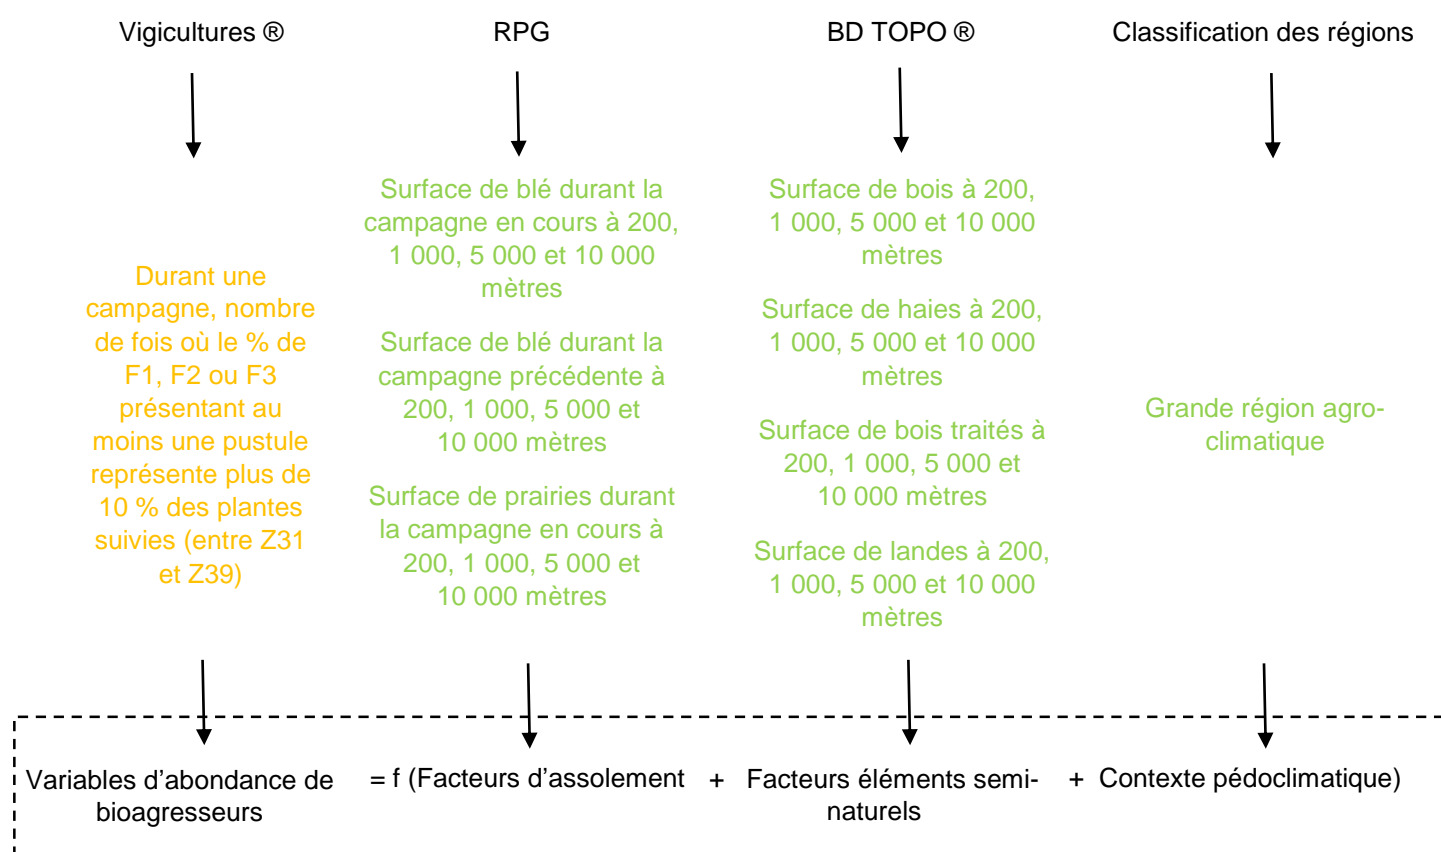 Vigicultures ®
RPG
BD TOPO ®
Classification des régions
Durant une
campagne, nombre
de fois où le % de
F1, F2 ou F3
présentant au
moins une pustule
représente plus de
10 % des plantes
suivies (entre Z31
et Z39)
Surface de blé durant la
campagne en cours à 200,
1 000, 5 000 et 10 000
mètres
Surface de blé durant la
campagne précédente à
200, 1 000, 5 000 et
10 000 mètres
Surface de prairies durant
la campagne en cours à
200, 1 000, 5 000 et
10 000 mètres
Surface de bois à 200,
1 000, 5 000 et 10 000
mètres
Surface de haies à 200,
1 000, 5 000 et 10 000
mètres
Surface de bois traités à
200, 1 000, 5 000 et
10 000 mètres
Surface de landes à 200,
1 000, 5 000 et 10 000
mètres
Grande région agro-
climatique
Variables d’abondance de
bioagresseurs
= f (Facteurs d’assolement
+
Facteurs éléments semi-
naturels
+ Contexte pédoclimatique)